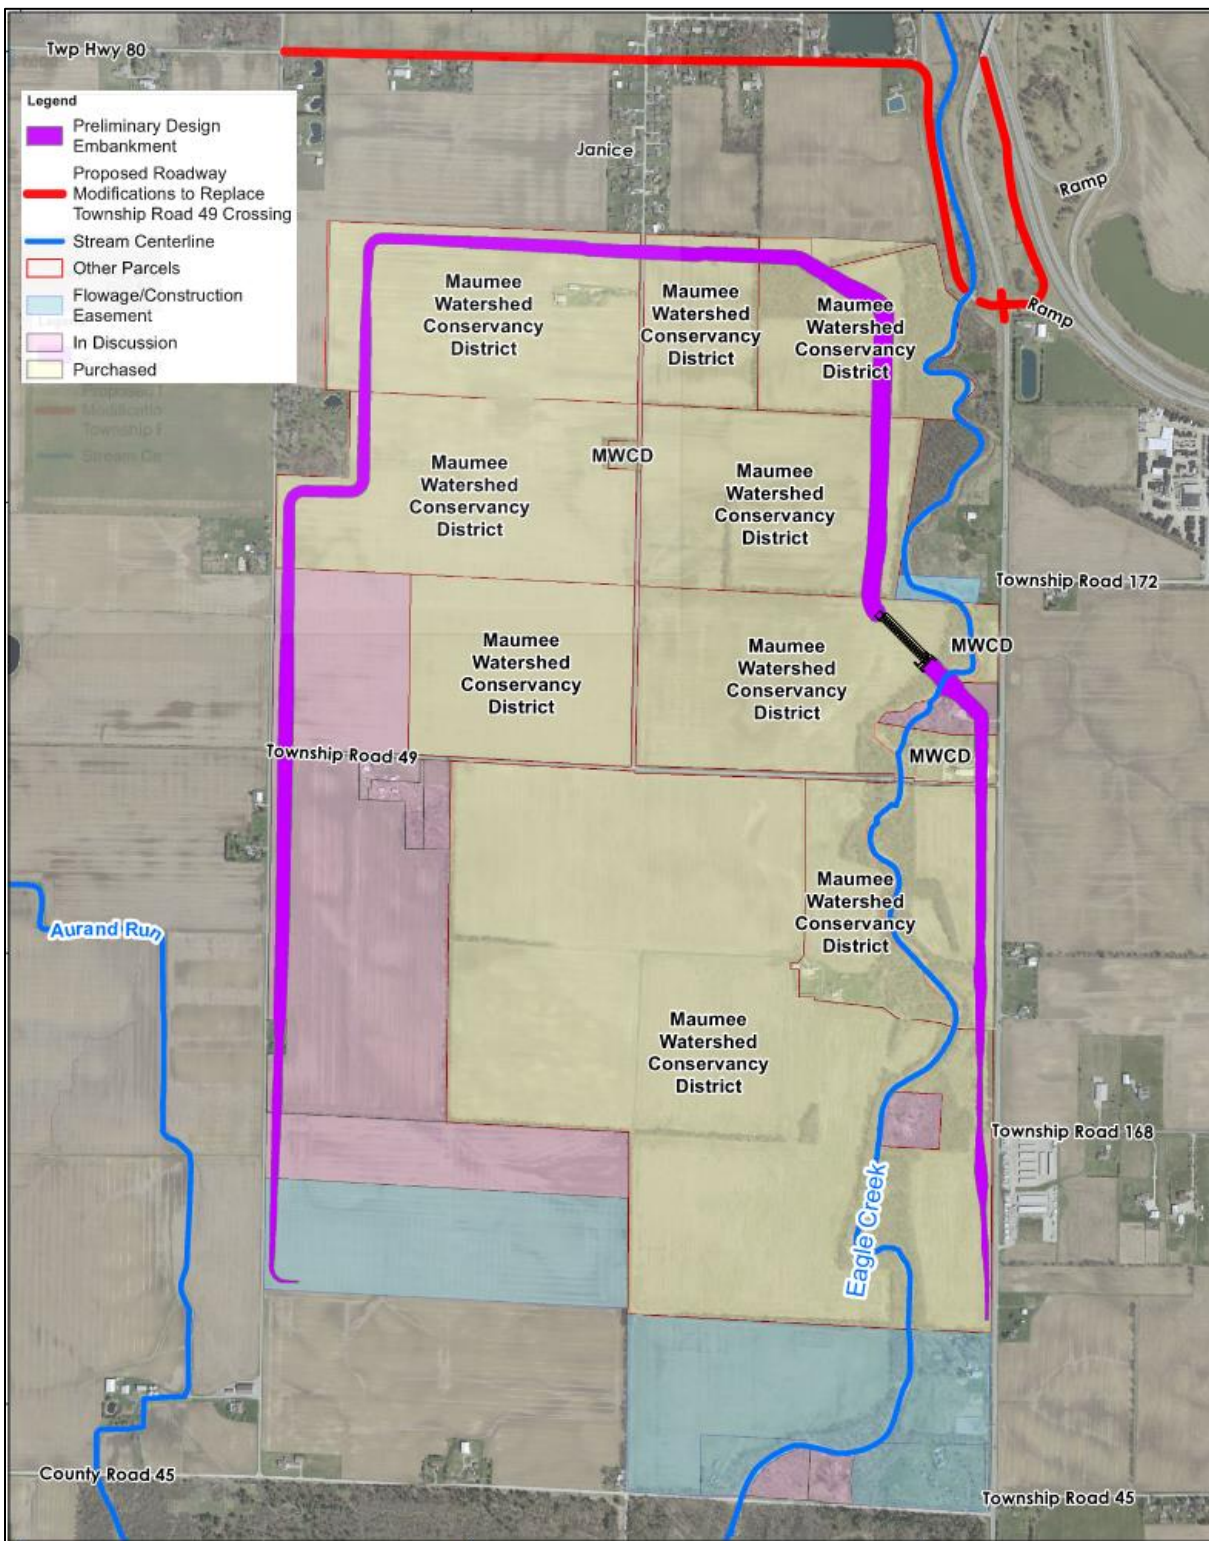 Twp Hwy 80
Legend
Preliminary Design
Embankment
Proposed Roadway
Modifications to Replace
Township Road 49 Crossing
Stream Centerline
Other Parcels
Flowage/Construction
Easement
In Discussion
Purchased
Janice
Ramp
Ramp
Maumee
Watershed
Conservancy
District
Maumee
Watershed
Conservancy
District
Maumee
Watershed
Conservancy
District
Maumee
Watershed
Conservancy
District
MWCD
Maumee
Watershed
Conservancy
District
Township Road 172
Maumee
Watershed
Conservancy
District
Maumee
Watershed
Conservancy
District
MWCD
Township Road 49
MWCD
Maumee
Watershed
Conservancy
District
Aurand Run
Maumee
Watershed
Conservancy
District
Township Road 168
Eagle Creek
County Road 45
Township Road 45